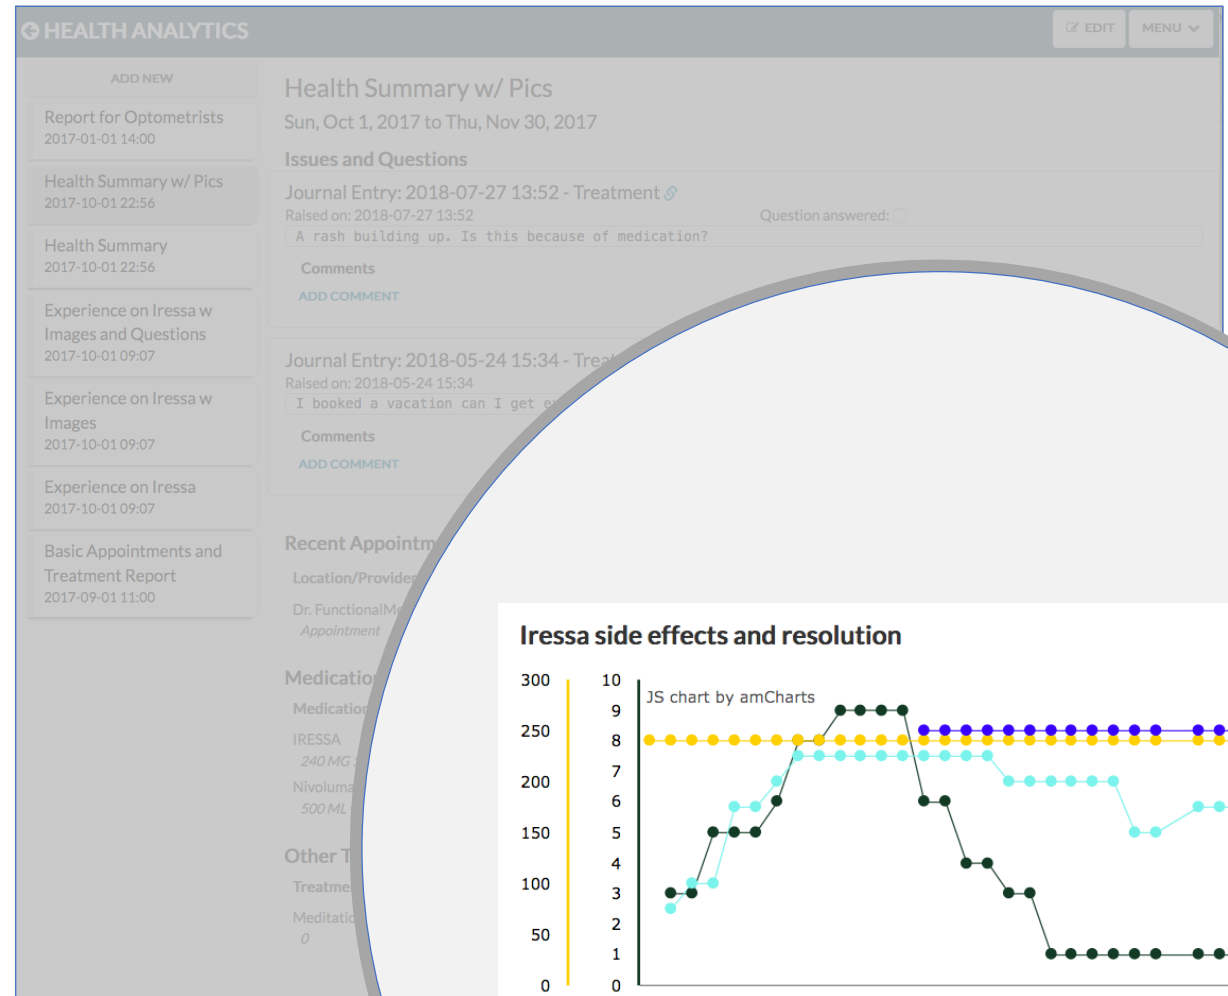 HEALTH ANALYTICS
EDIT
MENU
ADD NEW
Report for Optometrists
2017-01-01 14:00
Health Summary w/ Pics
2017-10-01 22:56
Health Summary
2017-10-01 22:56
Experience on Iressa w
Images and Questions
2017-10-01 09:07
Experience on Iressa w
Images
2017-10-01 09:07
Experience on Iressa
2017-10-01 09:07
Basic Appointments and
Treatment Report
2017-09-01 11:00
Health Summary w/ Pics
Sun, Oct 1, 2017 to Thu, Nov 30, 2017
Issues and Questions
Journal Entry: 2018-07-27 13:52 - Treatment
Raised on: 2018-07-27 13:52
Question answered:
A rash building up. Is this because of medication?
Comments
ADD COMMENT
Journal Entry: 2018-05-24 15:34 - Trea
Raised on: 2018-05-24 15:34
I booked a vacation can I get
Comments
ADD COMMENT
Recent Appointm
Location/Provider
Dr. FunctionalMe
Appointment
Medication
Medication
IRESSA
240 MG
Nivoluma
500 ML
Other T
Treatme
Meditatio
0
Iressa side effects and resolution
JS chart by amCharts
300
250
200
150
100
50
0
10
9
8
7
6
5
4
3
2
1
0